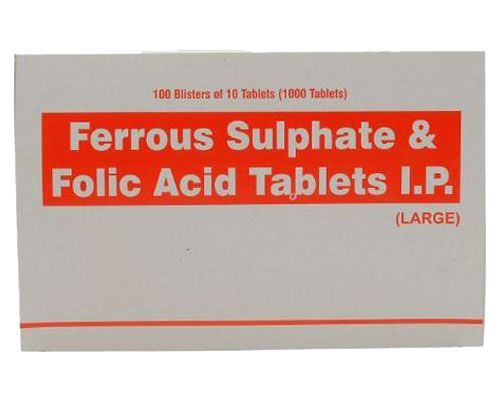 100 Blisters of 10 Tablets (1000 Tablets)
Ferrous Sulphate &
Folic Acid Tablets I.P.
(LARGE)